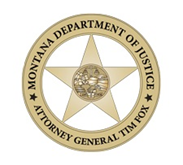 ★ MONTANA DEPARTMENT OF JUSTICE ★
ATTORNEY GENERAL TIM FOX